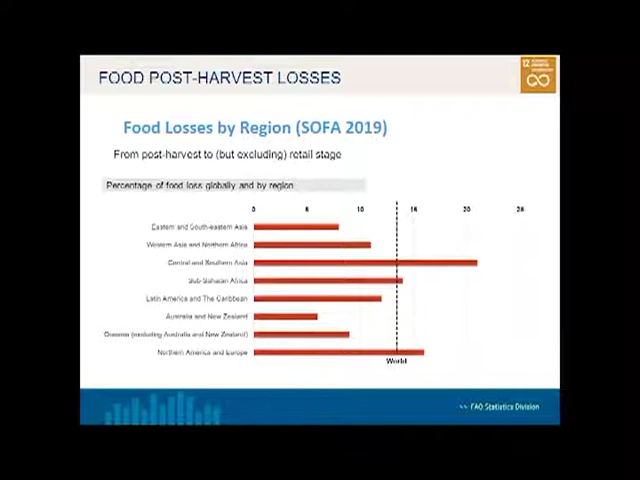 FOOD POST-HARVEST LOSSES
12
Food Losses by Region (SOFA 2019)
From post-harvest to (but excluding) retail stage
Percentage of food loss globally and by region
0 5 10 15 20 25
Eastern and South-eastern Asia
Western Asia and Northern Africa
Central and Southern Asia
Sub-Saharan Africa
Latin America and The Caribbean
Australia and New Zealand
Oceania (excluding Australia and New Zealand)
Northern America and Europe
World
FAO Statistics Division